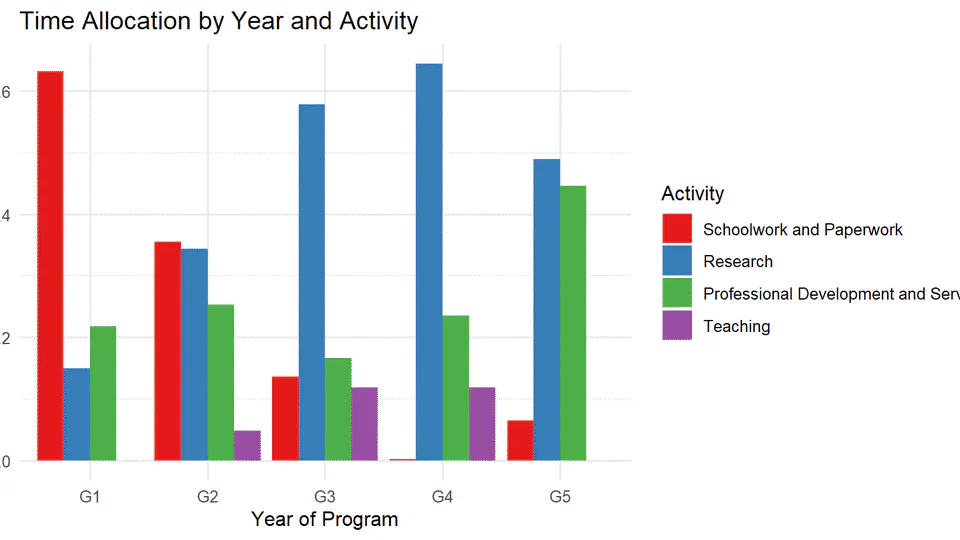 Time Allocation by Year and Activity
.6
.4
.2
.0
G1 G2 G3 G4 G5
Year of Program
Activity
Schoolwork and Paperwork
Research
Professional Development and Serv
Teaching